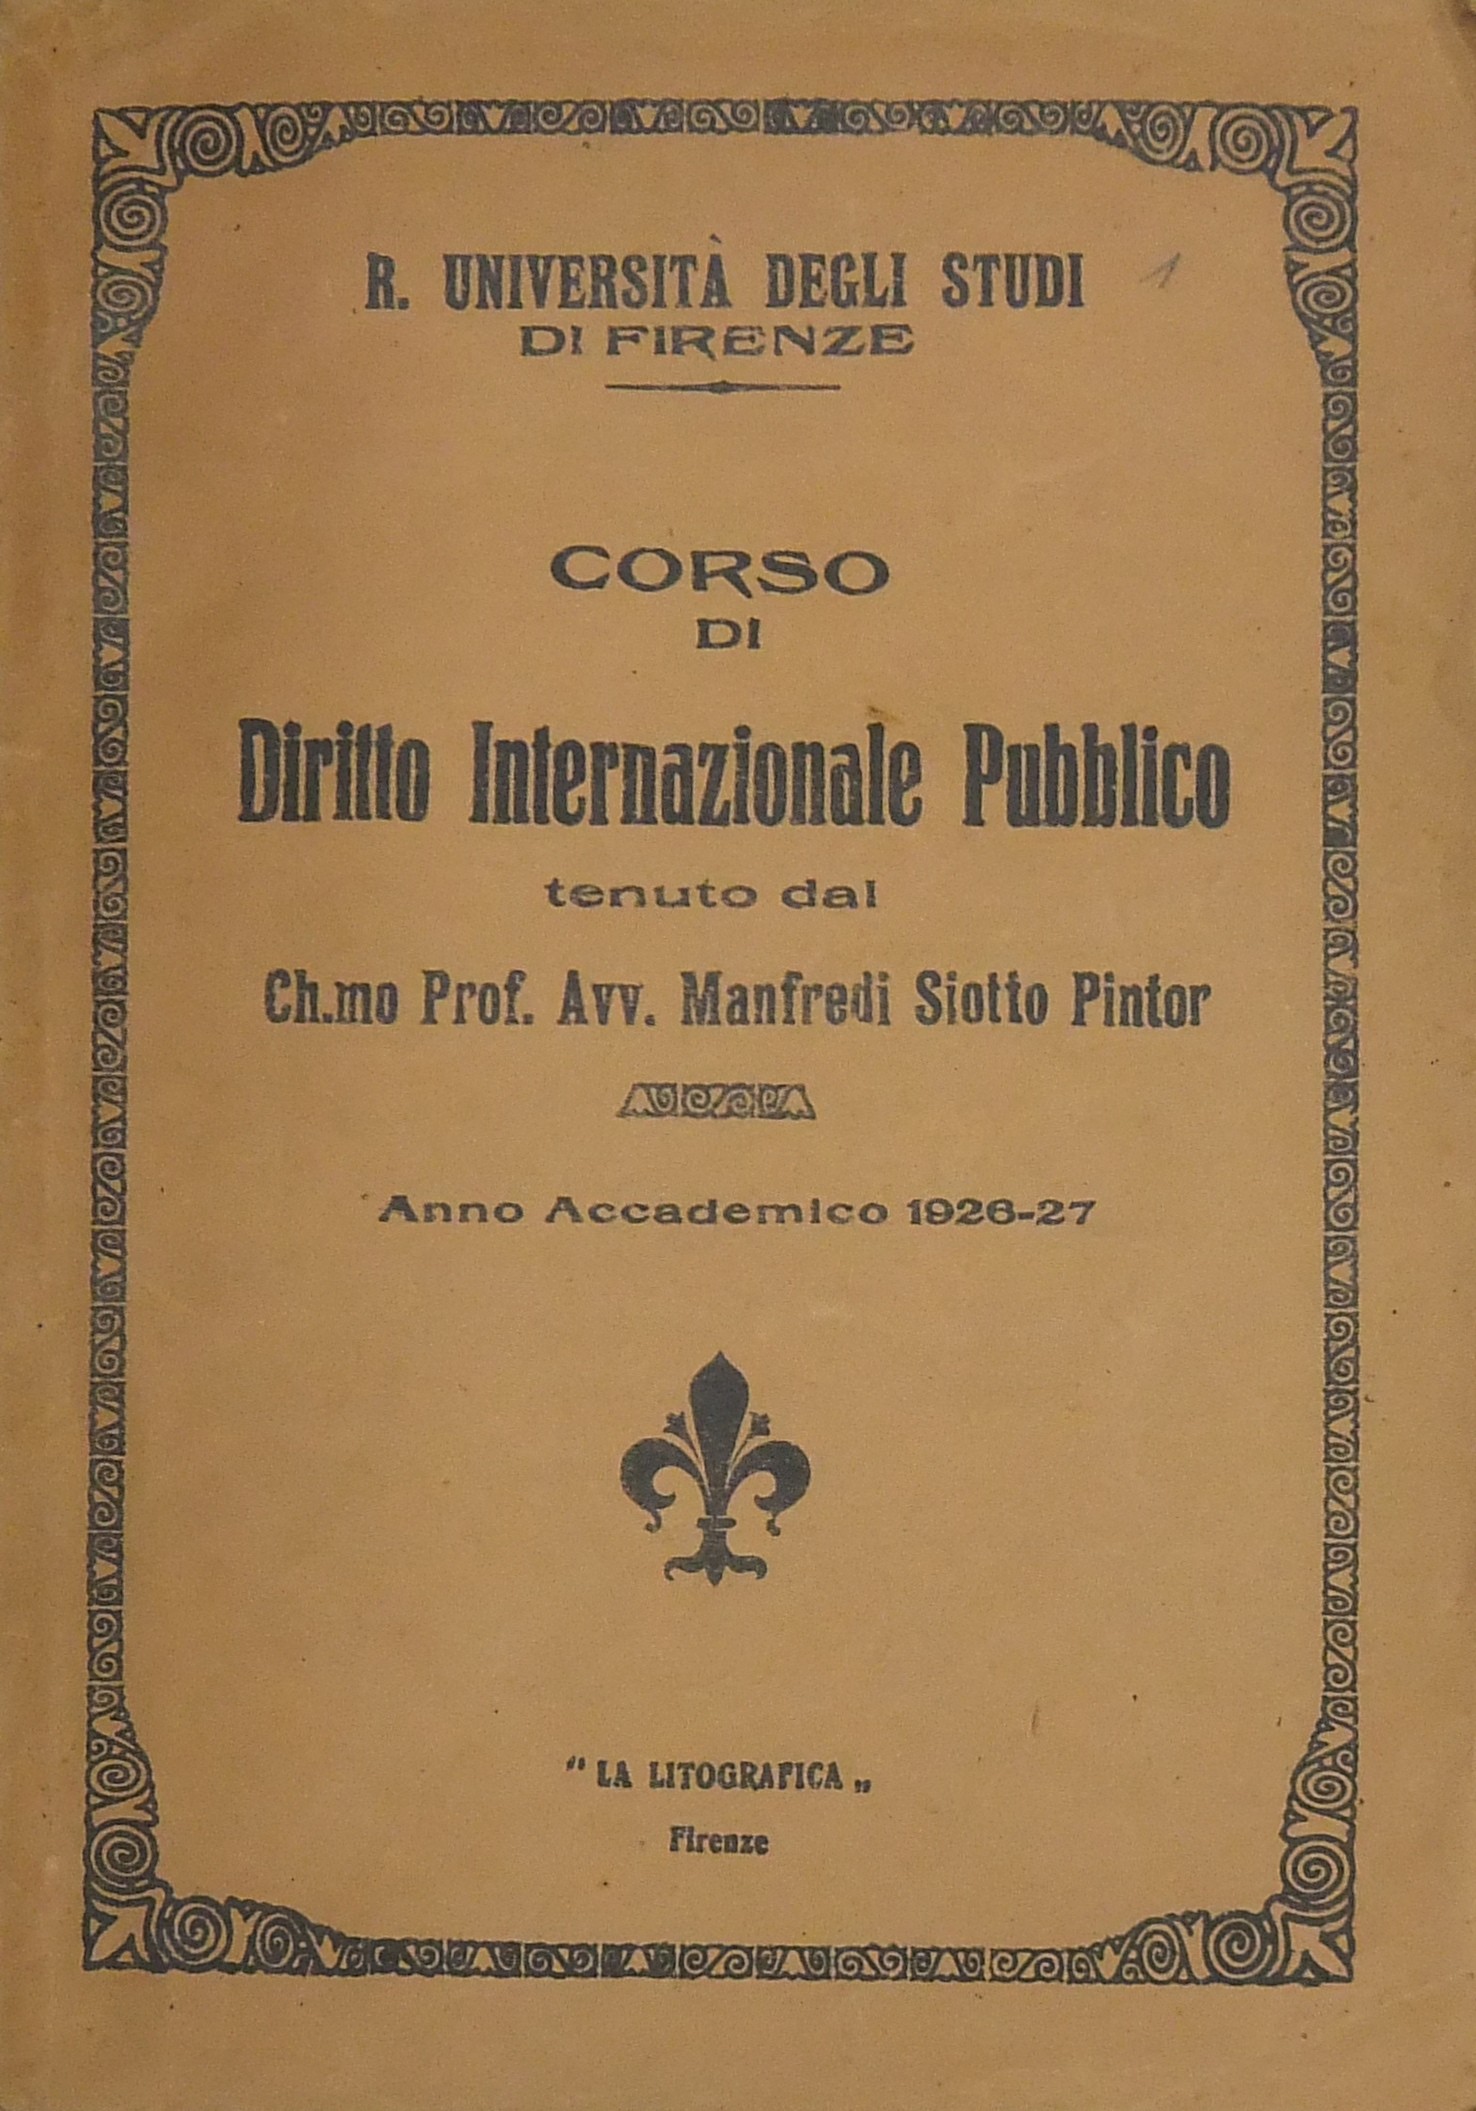 R. UNIVERSITÀ DEGLI STUDI 1
DI FIRENZE
CORSO
DI
Diritto Internazionale Pubblico
tenuto dal
Ch.mo Prof. Avv. Manfredi Siotto Pintor
Anno Accademico 1926-27
“ LA LITOGRAFICA „
Firenze